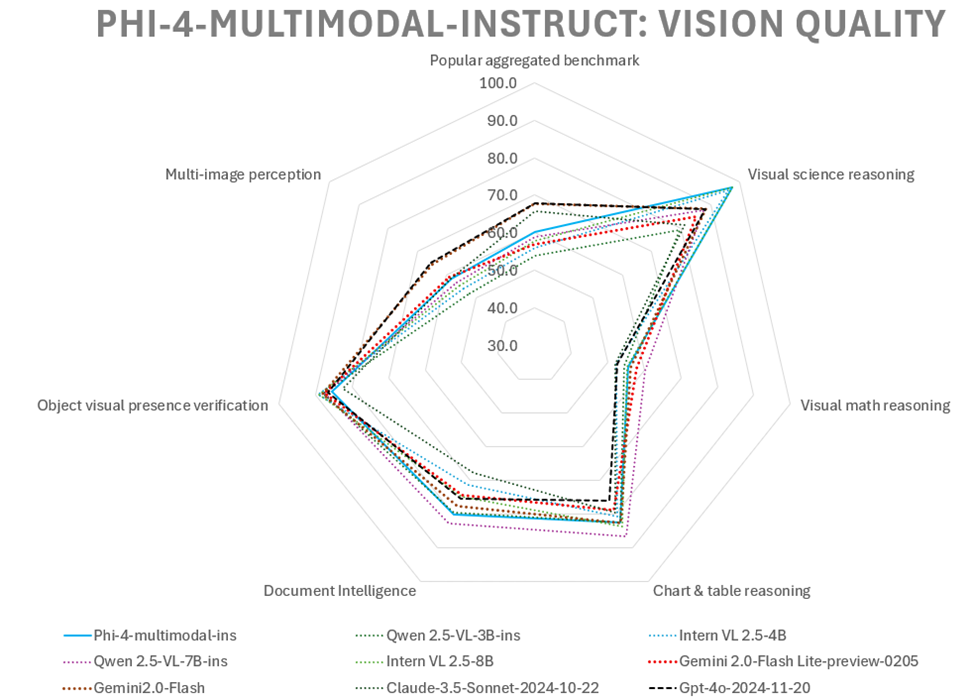 PHI-4-MULTIMODAL-INSTRUCT: VISION QUALITY
Popular aggregated benchmark
100.0
90.0
80.0
70.0
60.0
50.0
40.0
30.0
Multi-image perception
Visual science reasoning
Object visual presence verification
Visual math reasoning
Document Intelligence
Chart & table reasoning
Phi-4-multimodal-ins
Qwen 2.5-VL-3B-ins
Intern VL 2.5-4B
Qwen 2.5-VL-7B-ins
Intern VL 2.5-8B
Gemini 2.0-Flash Lite-preview-0205
Gemini2.0-Flash
Claude-3.5-Sonnet-2024-10-22
Gpt-4o-2024-11-20